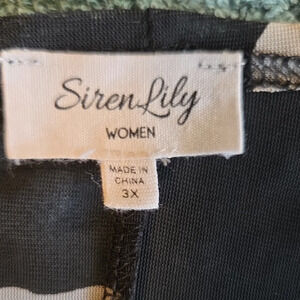 Siren Lily
WOMEN
MADE IN
CHINA
3X